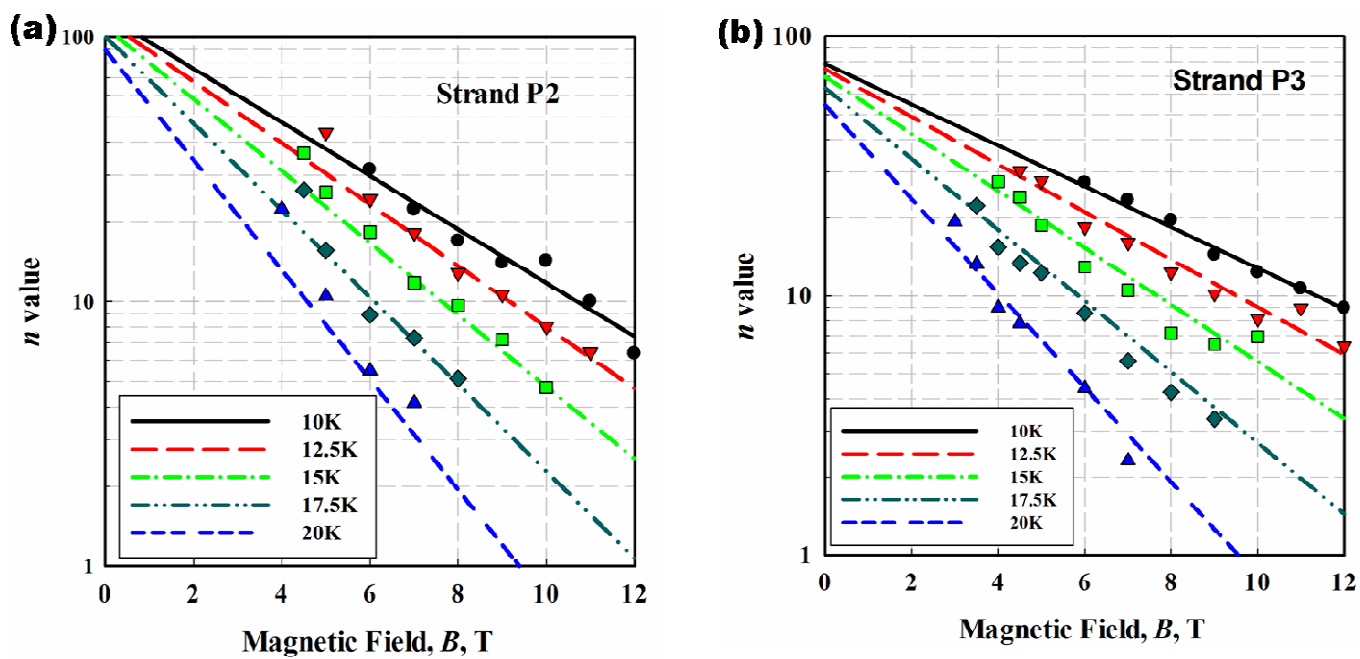 (a)
100
10
1
n value
Strand P2
10K
12.5K
15K
17.5K
20K
0 2 4 6 8 10 12
Magnetic Field, B, T
(b)
100
10
1
n value
Strand P3
10K
12.5K
15K
17.5K
20K
0 2 4 6 8 10 12
Magnetic Field, B, T